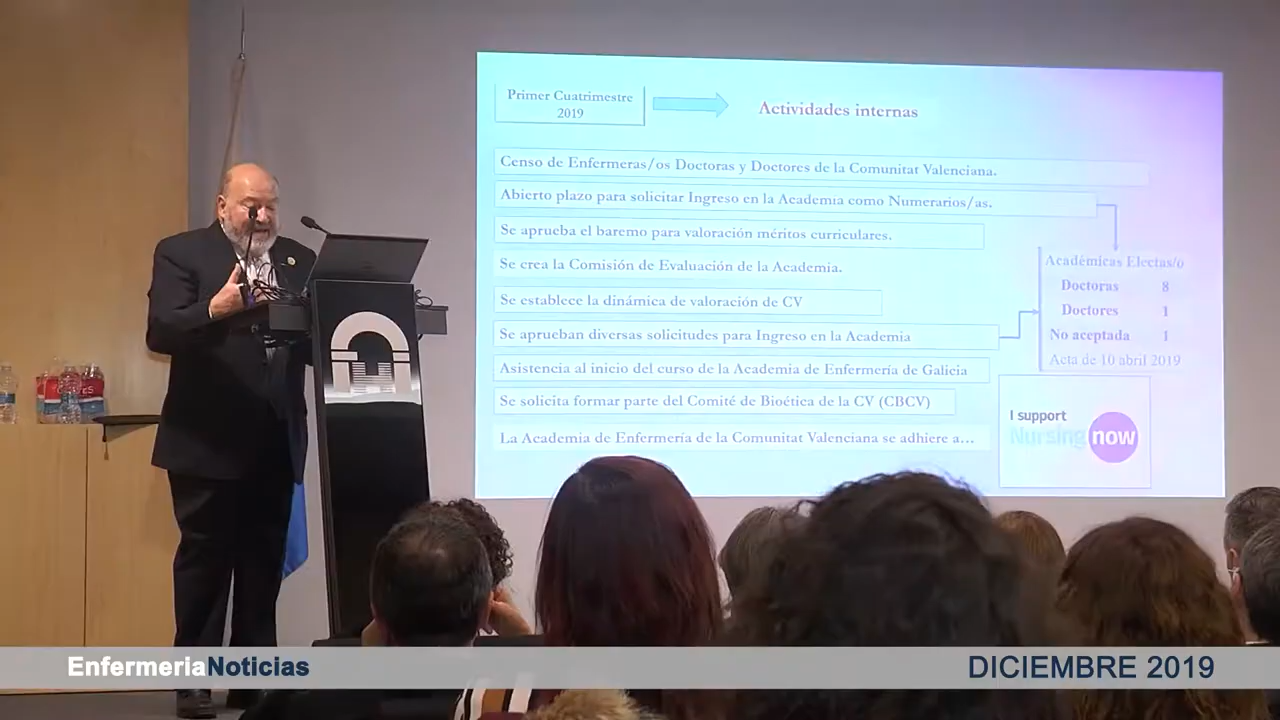 Primer Cuatrimestre
2019
Actividades internas
Censo de Enfermeras/os Doctoras y Doctores de la Comunitat Valenciana.
Abierto plazo para solicitar Ingreso en la Academia como Numerarios/as.
Se aprueba el baremo para valoración méritos curriculares.
Se crea la Comisión de Evaluación de la Academia.
Se establece la dinámica de valoración de CV
Se aprueban diversas solicitudes para Ingreso en la Academia
Asistencia al inicio del curso de la Academia de Enfermería de Galicia
Se solicita formar parte del Comité de Bioética de la CV (CBCV)
La Academia de Enfermería de la Comunitat Valenciana se adhiere a...
Académicas Electas/o
Doctoras 8
Doctores 1
No aceptada 1
Acta de 10 abril 2019
I support
Nursing now
EnfermeriaNoticias
DICIEMBRE 2019